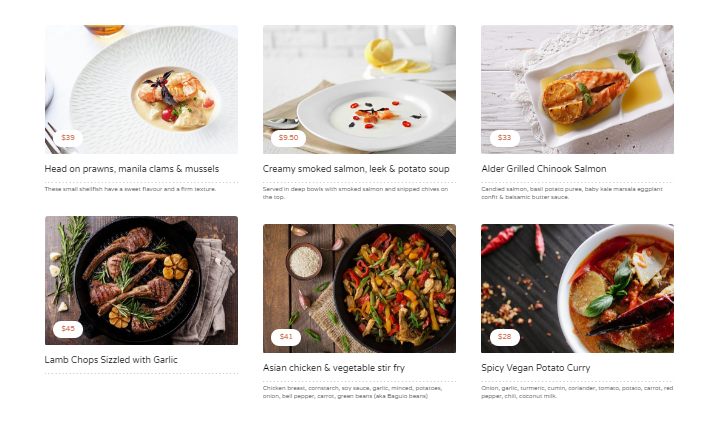 $39
$9.50
$33
Head on prawns, manila clams & mussels
Creamy smoked salmon, leek & potato soup
Alder Grilled Chinook Salmon
These small shellfish have a sweet flavour and a firm texture.
Served in deep bowls with smoked salmon and snipped chives on
the top.
Candied salmon, basil potato puree, baby kale marsala eggplant
confit & balsamic butter sauce.
$45
$41
$28
Lamb Chops Sizzled with Garlic
Asian chicken & vegetable stir fry
Spicy Vegan Potato Curry
Chicken breast, cornstarch, soy sauce, garlic, minced, potatoes,
onion, bell pepper, carrot, green beans (aka Baguio beans)
Onion, garlic, turmeric, cumin, coriander, tomato, potato, carrot, red
pepper, chili, coconut milk.